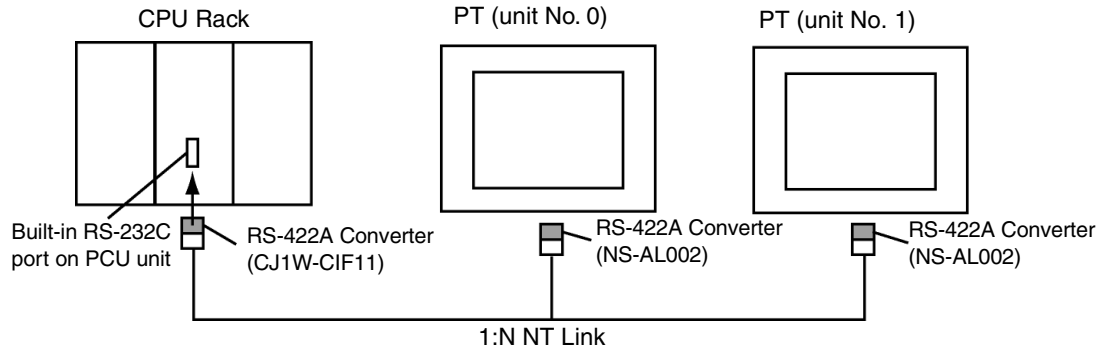 CPU Rack
PT (unit No. 0)
PT (unit No. 1)
Built-in RS-232C
port on PCU unit
RS-422A Converter
(CJ1W-CIF11)
RS-422A Converter
(NS-AL002)
RS-422A Converter
(NS-AL002)
1:N NT Link